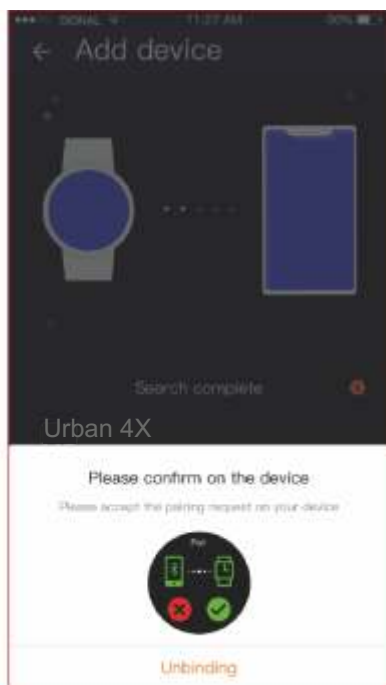 SIGNAL 11:27 AM
Add device
Search complete
Urban 4X
Please confirm on the device
Please accept the pairing request on your device
Pair
Unbinding